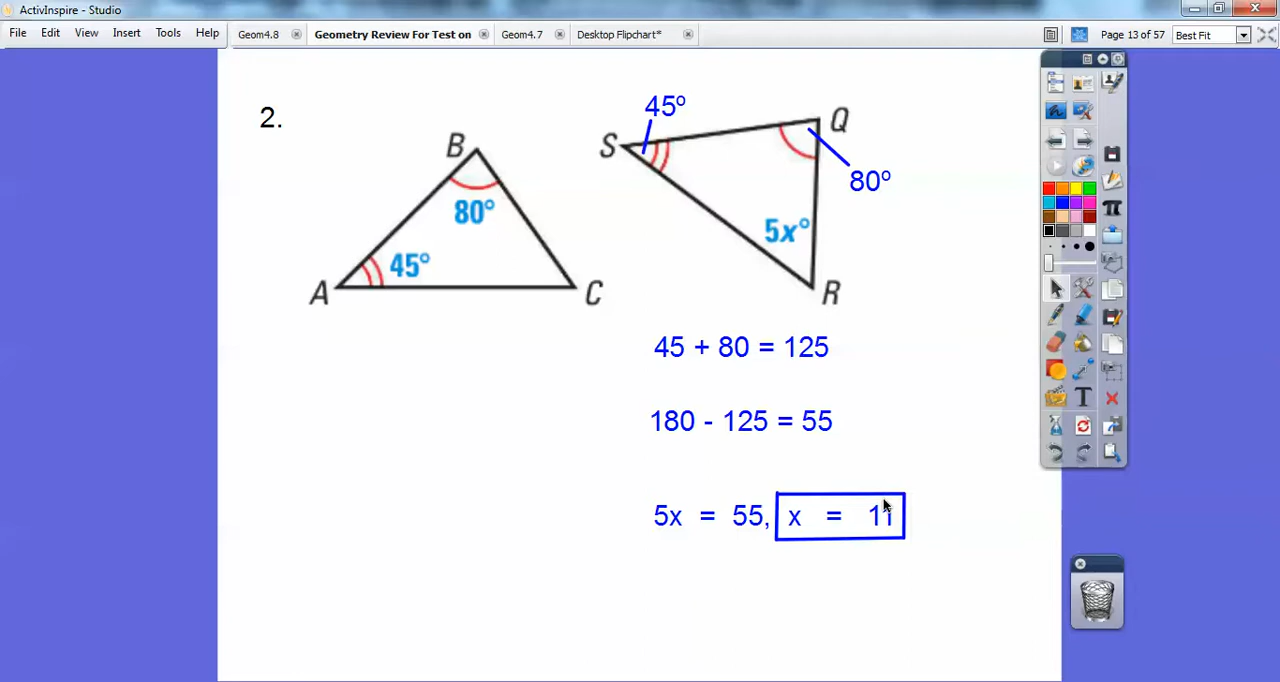 ActivInspire - Studio
File Edit View Insert Tools Help
Geom4.8 Geometry Review For Test on Geom4.7 Desktop Flipchart*
Page 13 of 57 Best Fit
2.
B
80°
45°
A
C
45º
S
Q
80º
5x°
R
45 + 80 = 125
180 - 125 = 55
5x = 55, x = 11